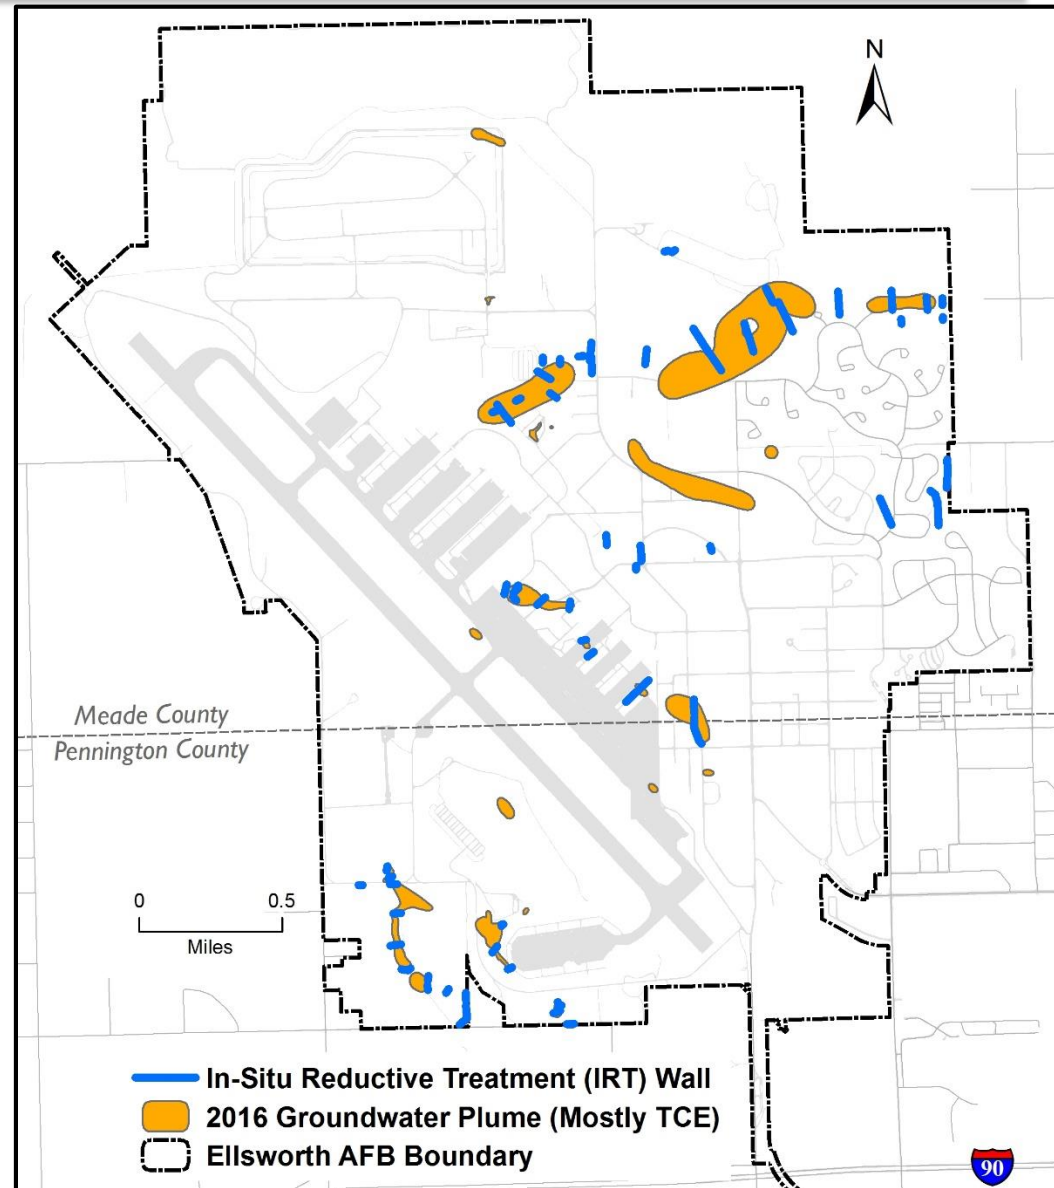 N
Meade County
Pennington County
0 0.5
Miles
In-Situ Reductive Treatment (IRT) Wall
2016 Groundwater Plume (Mostly TCE)
Ellsworth AFB Boundary
90